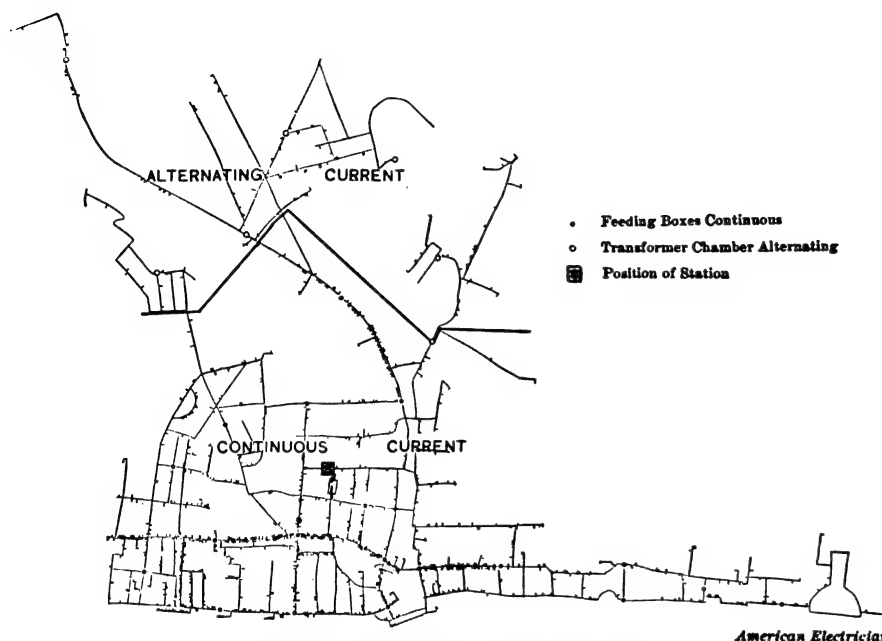 ALTERNATING CURRENT
Feeding Boxes Continuous
Transformer Chamber Alternating
Position of Station
CONTINUOUS CURRENT
American Electrician